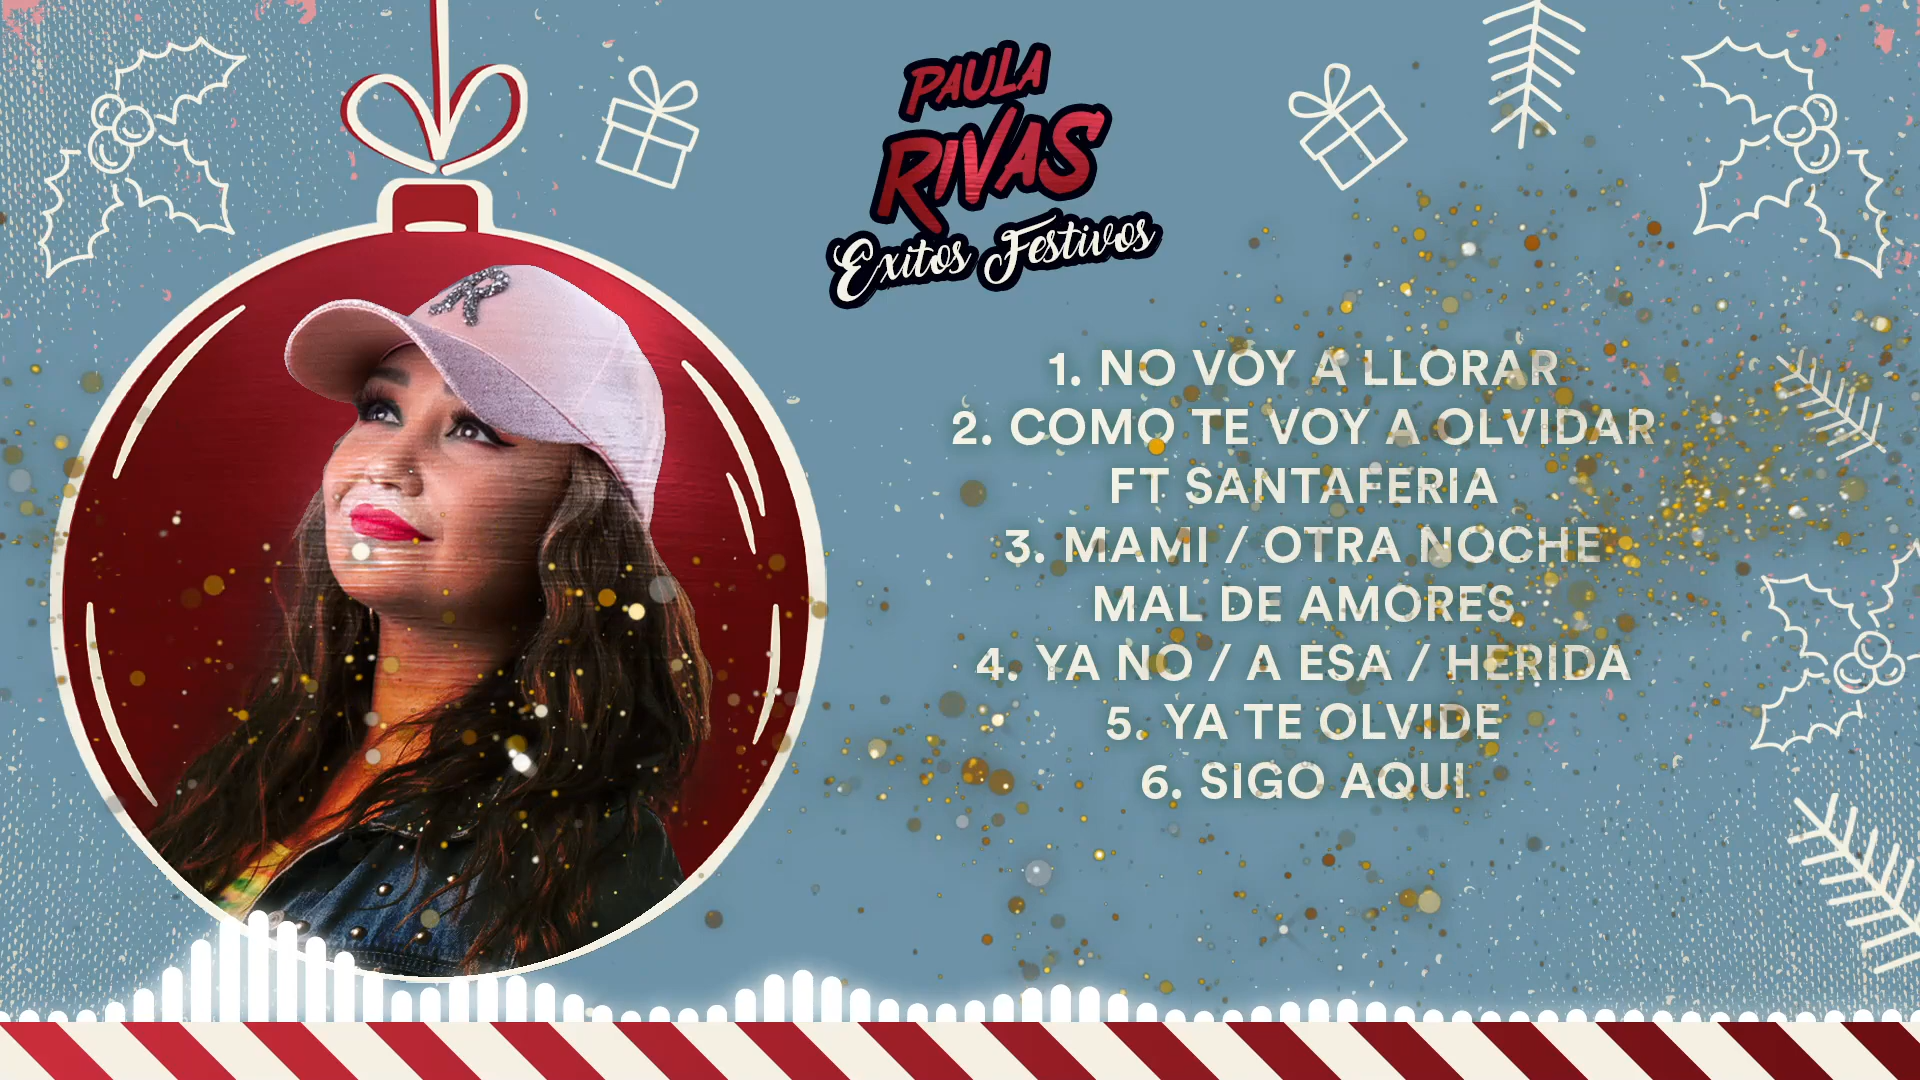 PAULA
RIVAS
Exitos Festivos
1. NO VOY A LLORAR
2. COMO TE VOY A OLVIDAR
FT SANTAFERIA
3. MAMI / OTRA NOCHE
MAL DE AMORES
4. YA NO / A ESA / HERIDA
5. YA TE OLVIDE
6. SIGO AQUI
R